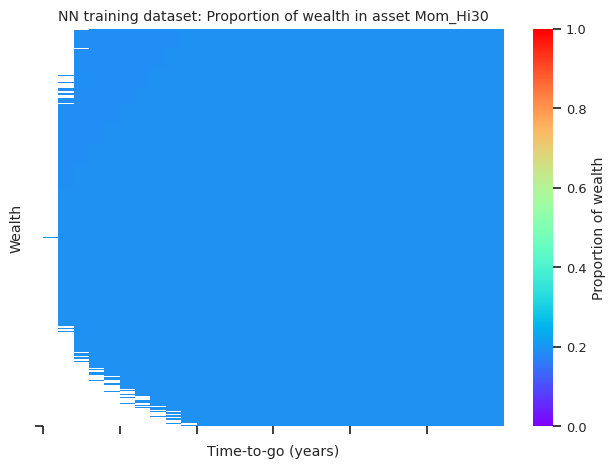 NN training dataset: Proportion of wealth in asset Mom_Hi30
Wealth
Time-to-go (years)
1.0
0.8
0.6
0.4
0.2
0.0
Proportion of wealth